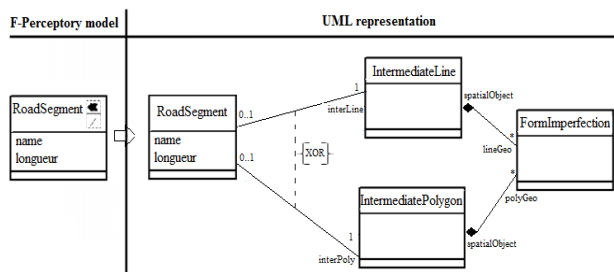 F-Perceptory model
UML representation
RoadSegment
name
longueur
RoadSegment
name
longueur
0..1
0..1
1
interLine
XOR
1
interPoly
IntermediateLine
spatialObject
*
lineGeo
FormImperfection
*
polyGeo
IntermediatePolygon
spatialObject